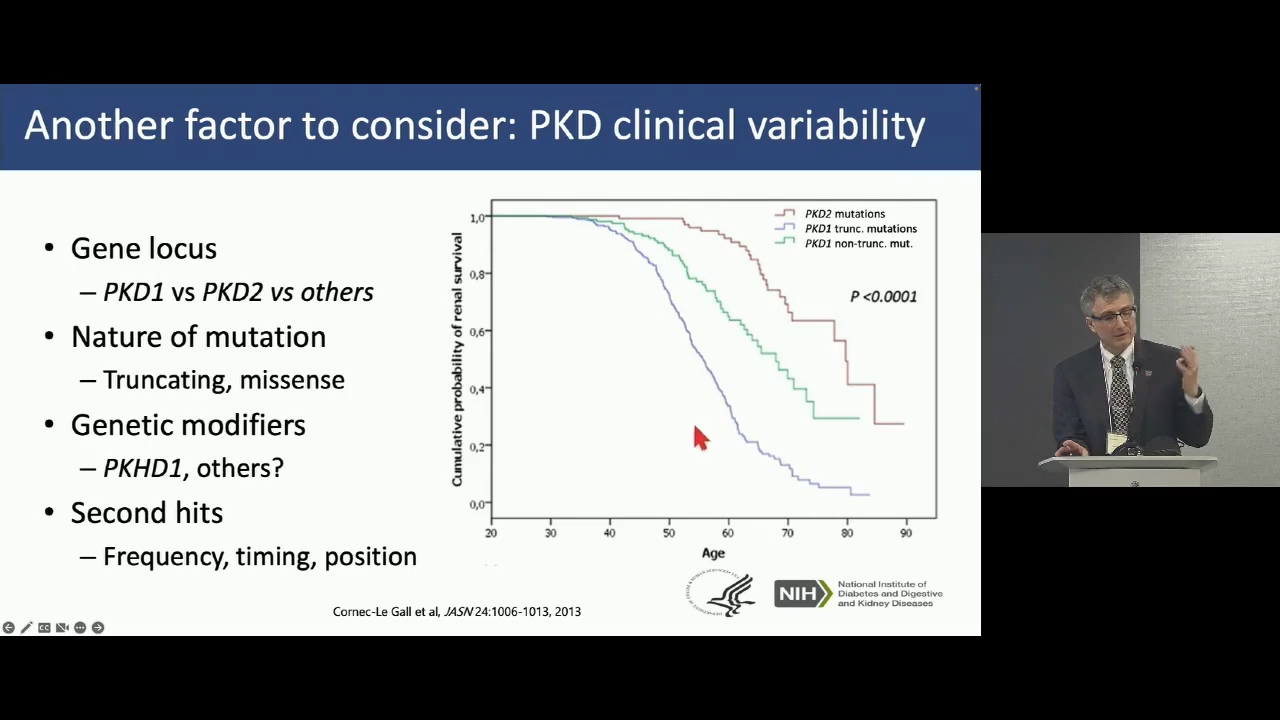 Another factor to consider: PKD clinical variability
• Gene locus
– PKD1 vs PKD2 vs others
• Nature of mutation
– Truncating, missense
• Genetic modifiers
– PKHD1, others?
• Second hits
– Frequency, timing, position
Cumulative probability of renal survival
1,0
0,8
0,6
0,4
0,2
0,0
20 30 40 50 60 70 80 90
Age
PKD2 mutations
PKD1 trunc. mutations
PKD1 non-trunc. mut.
P <0.0001
Cornec-Le Gall et al, JASN 24:1006-1013, 2013
NIH
National Institute of
Diabetes and Digestive
and Kidney Diseases